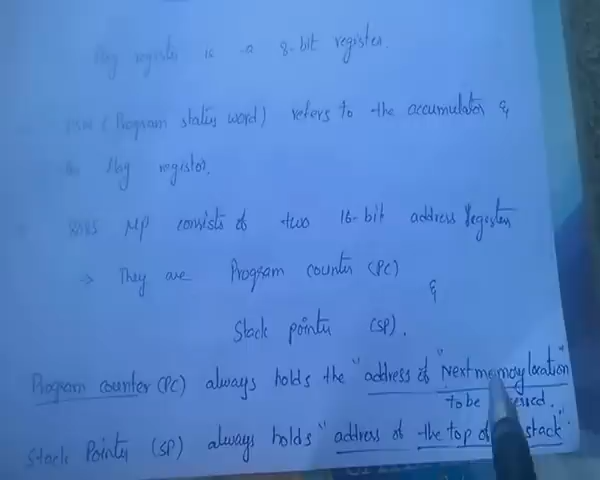 flag register is a 8-bit register.
PSW (Program status word) refers to the accumulator &
flag register.
8085 MP consists of two 16-bit address Registers
→ They are Program counter (PC)
&
Stack pointer (SP).
Program counter (PC) always holds the "address of "Next memory location"
to be
Stack Pointer (SP) always holds "address of the top of stack"